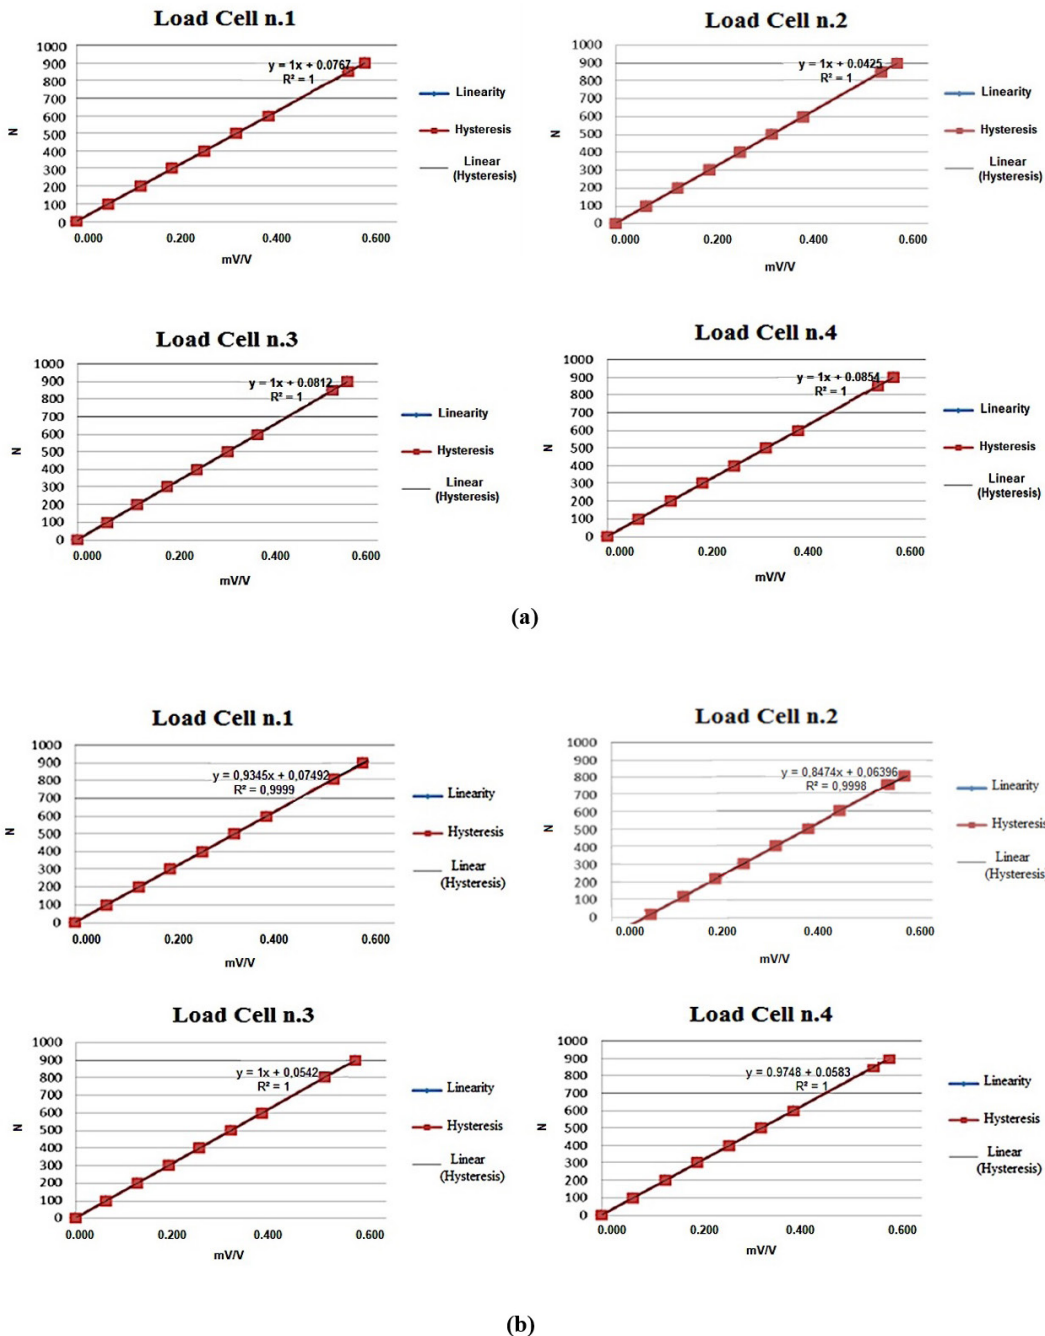 Load Cell n.1
1000
900
800
700
600
500
400
300
200
100
0
N
y = 1x + 0.0767
R² = 1
0.000 0.200 0.400 0.600
mV/V
Linearity
Hysteresis
Linear
(Hysteresis)
Load Cell n.2
1000
900
800
700
600
500
400
300
200
100
0
N
y = 1x + 0.0425
R² = 1
0.000 0.200 0.400 0.600
mV/V
Linearity
Hysteresis
Linear
(Hysteresis)
Load Cell n.3
1000
900
800
700
600
500
400
300
200
100
0
N
y = 1x + 0.0812
R² = 1
0.000 0.200 0.400 0.600
mV/V
Linearity
Hysteresis
Linear
(Hysteresis)
Load Cell n.4
1000
900
800
700
600
500
400
300
200
100
0
N
y = 1x + 0.0854
R² = 1
0.000 0.200 0.400 0.600
mV/V
Linearity
Hysteresis
Linear
(Hysteresis)
(a)
Load Cell n.1
1000
900
800
700
600
500
400
300
200
100
0
N
y = 0,9345x + 0,07492
R² = 0,9999
0.000 0.200 0.400 0.600
mV/V
Linearity
Hysteresis
Linear
(Hysteresis)
Load Cell n.2
1000
900
800
700
600
500
400
300
200
100
0
N
y = 0,8474x + 0,06396
R² = 0,9998
0.000 0.200 0.400 0.600
mV/V
Linearity
Hysteresis
Linear
(Hysteresis)
Load Cell n.3
1000
900
800
700
600
500
400
300
200
100
0
N
y = 1x + 0,0542
R² = 1
0.000 0.200 0.400 0.600
mV/V
Linearity
Hysteresis
Linear
(Hysteresis)
Load Cell n.4
1000
900
800
700
600
500
400
300
200
100
0
N
y = 0.9748 + 0.0583
R² = 1
0.000 0.200 0.400 0.600
mV/V
Linearity
Hysteresis
Linear
(Hysteresis)
(b)